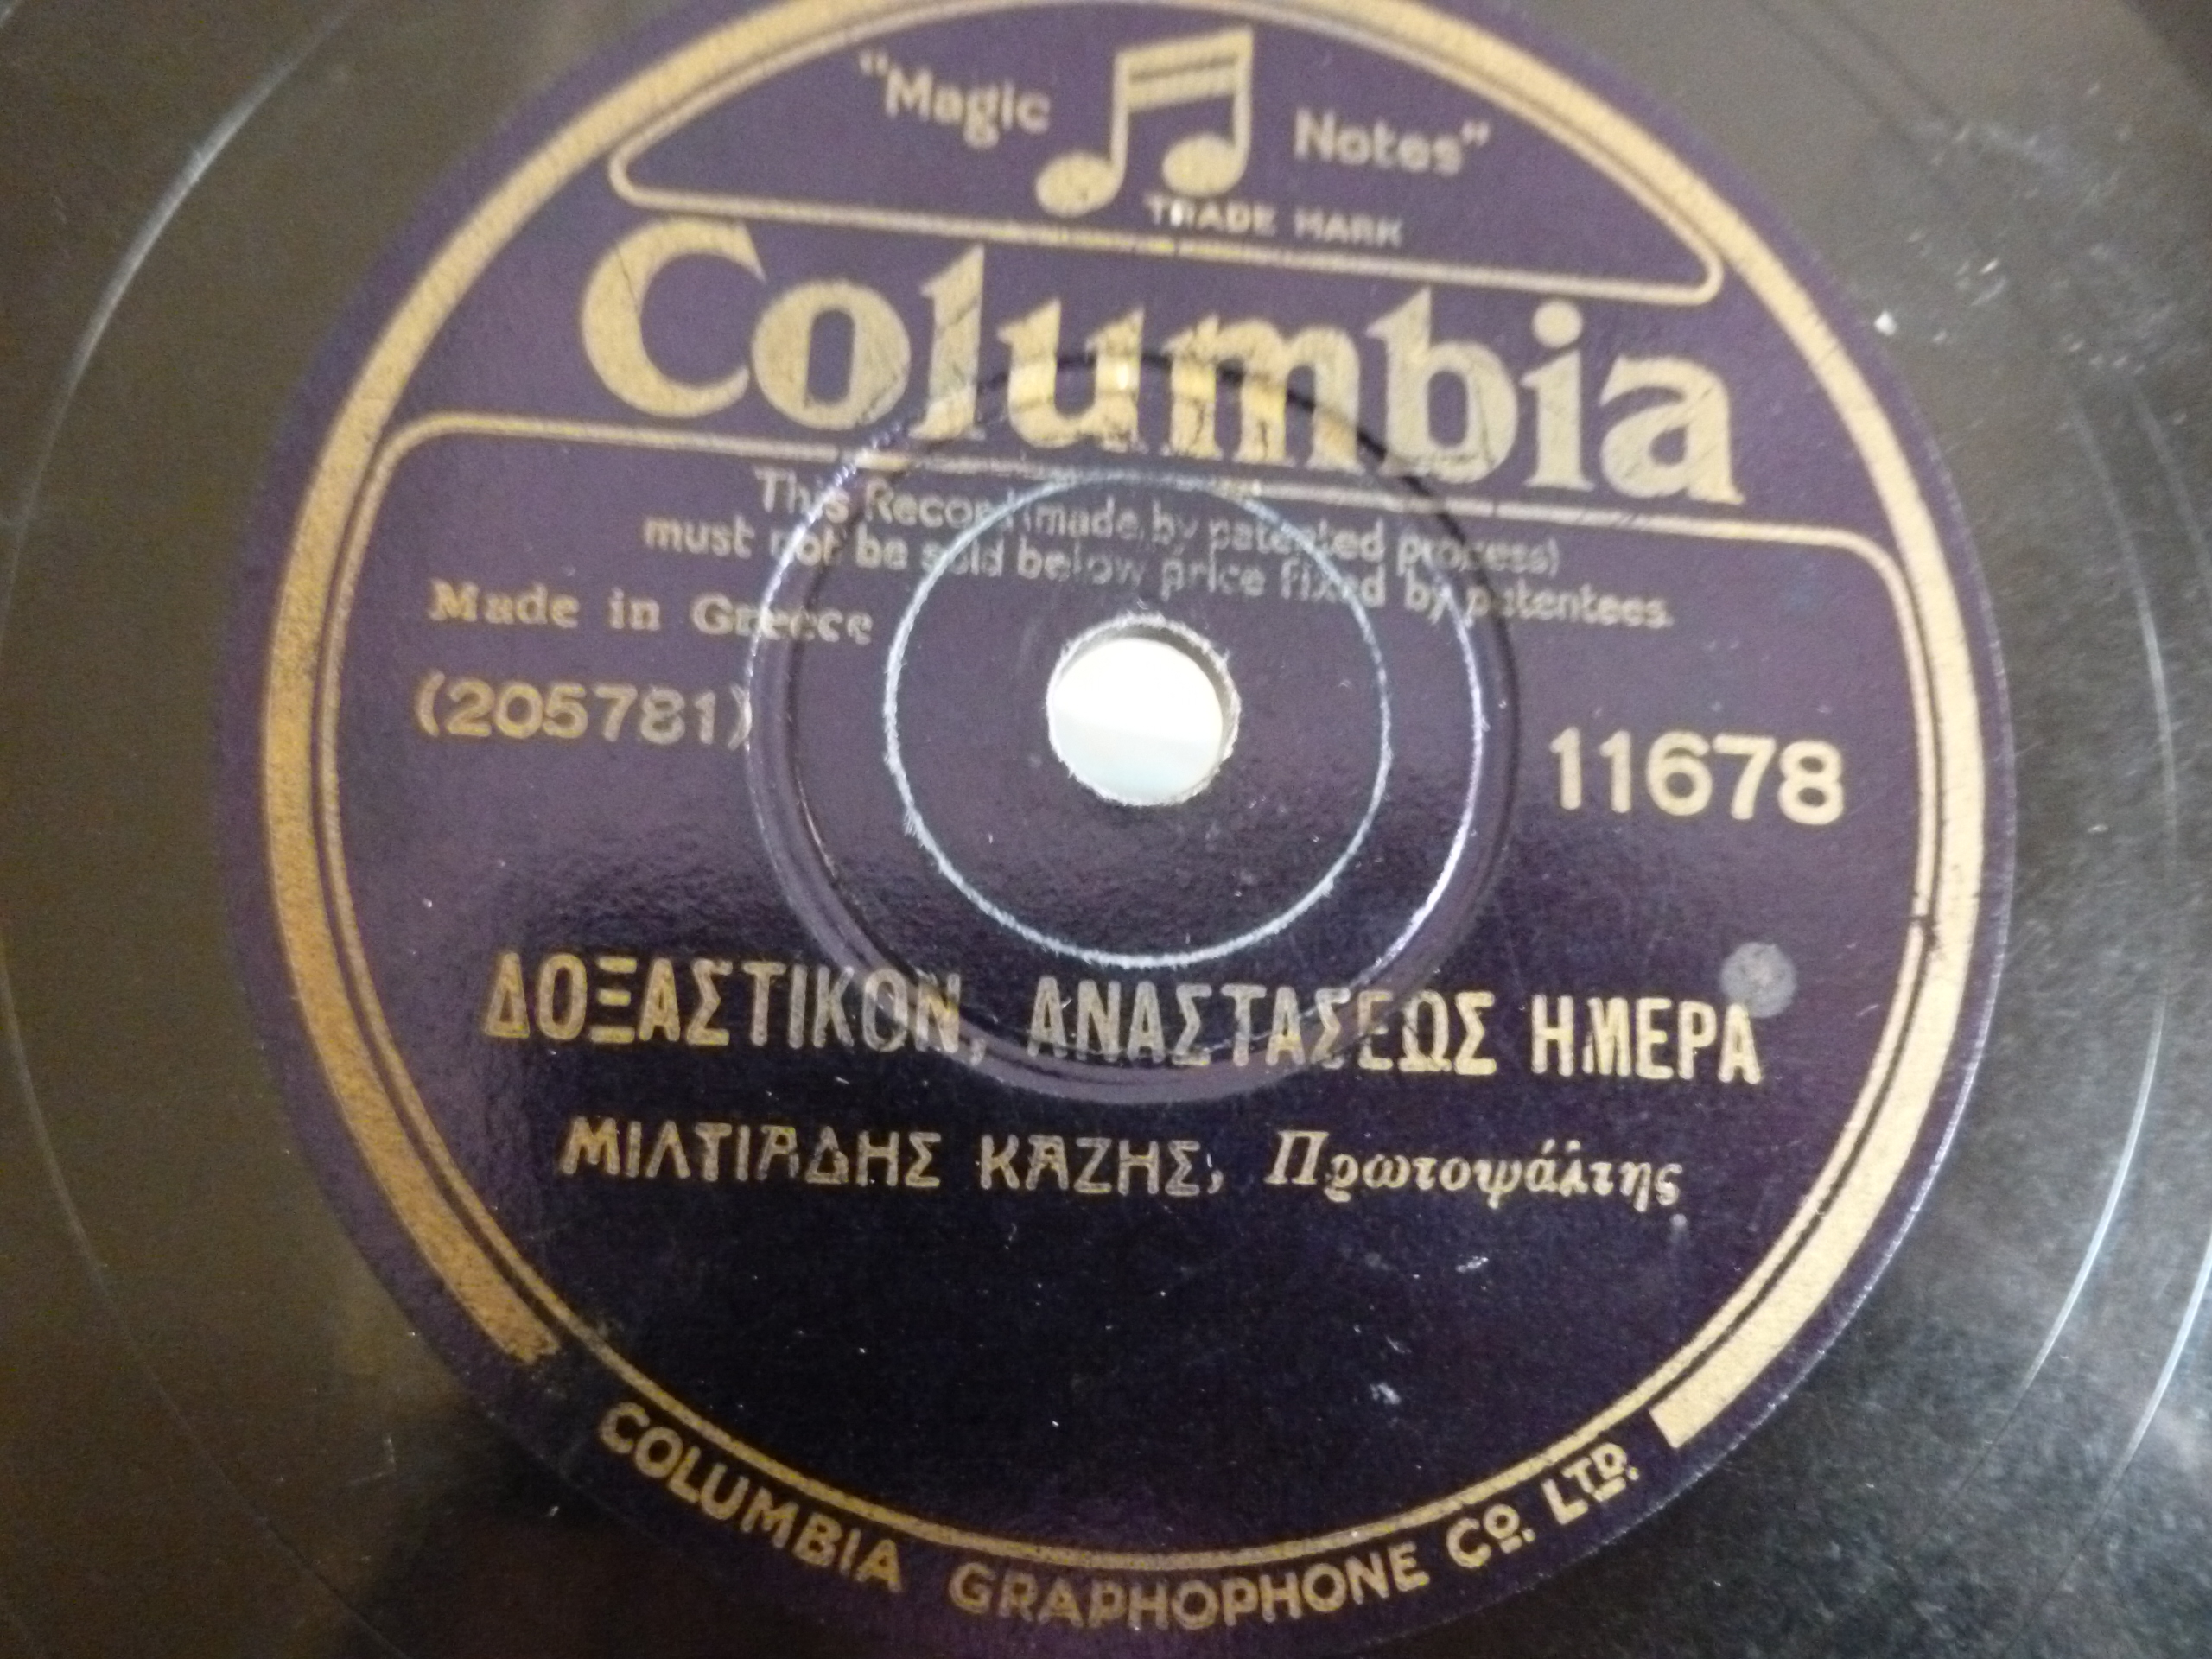 "Magic Notes"
TRADE MARK
Columbia
This Record (made by patented process)
must not be sold below price fixed by patentees.
Made in Greece
(205781)
11678
ΔΟΞΑΣΤΙΚΟΝ, ΑΝΑΣΤΑΣΕΩΣ ΗΜΕΡΑ
ΜΙΛΤΙΑΔΗΣ ΚΑΖΗΣ, Πρωτοψάλτης
COLUMBIA GRAPHOPHONE CO. LTD.